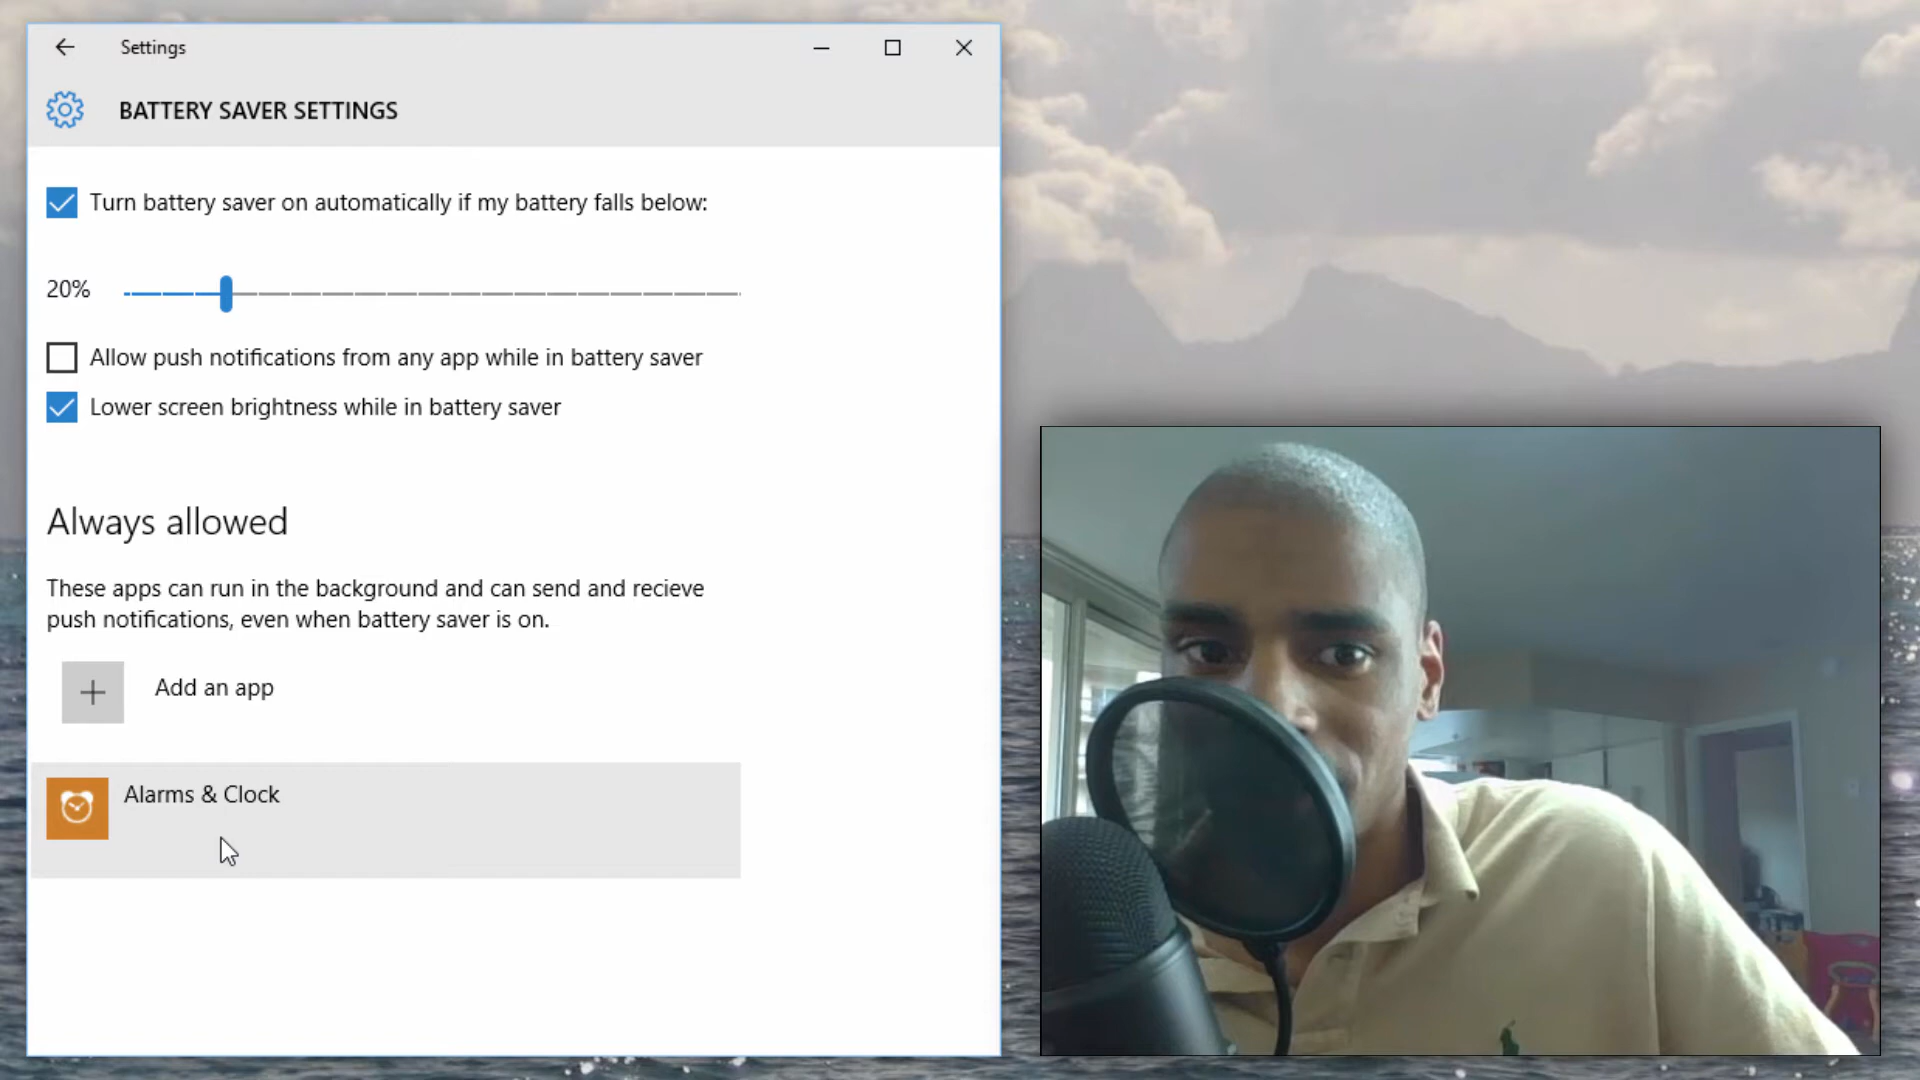 Settings
BATTERY SAVER SETTINGS
Turn battery saver on automatically if my battery falls below:
20%
Allow push notifications from any app while in battery saver
Lower screen brightness while in battery saver
Always allowed
These apps can run in the background and can send and recieve
push notifications, even when battery saver is on.
Add an app
Alarms & Clock